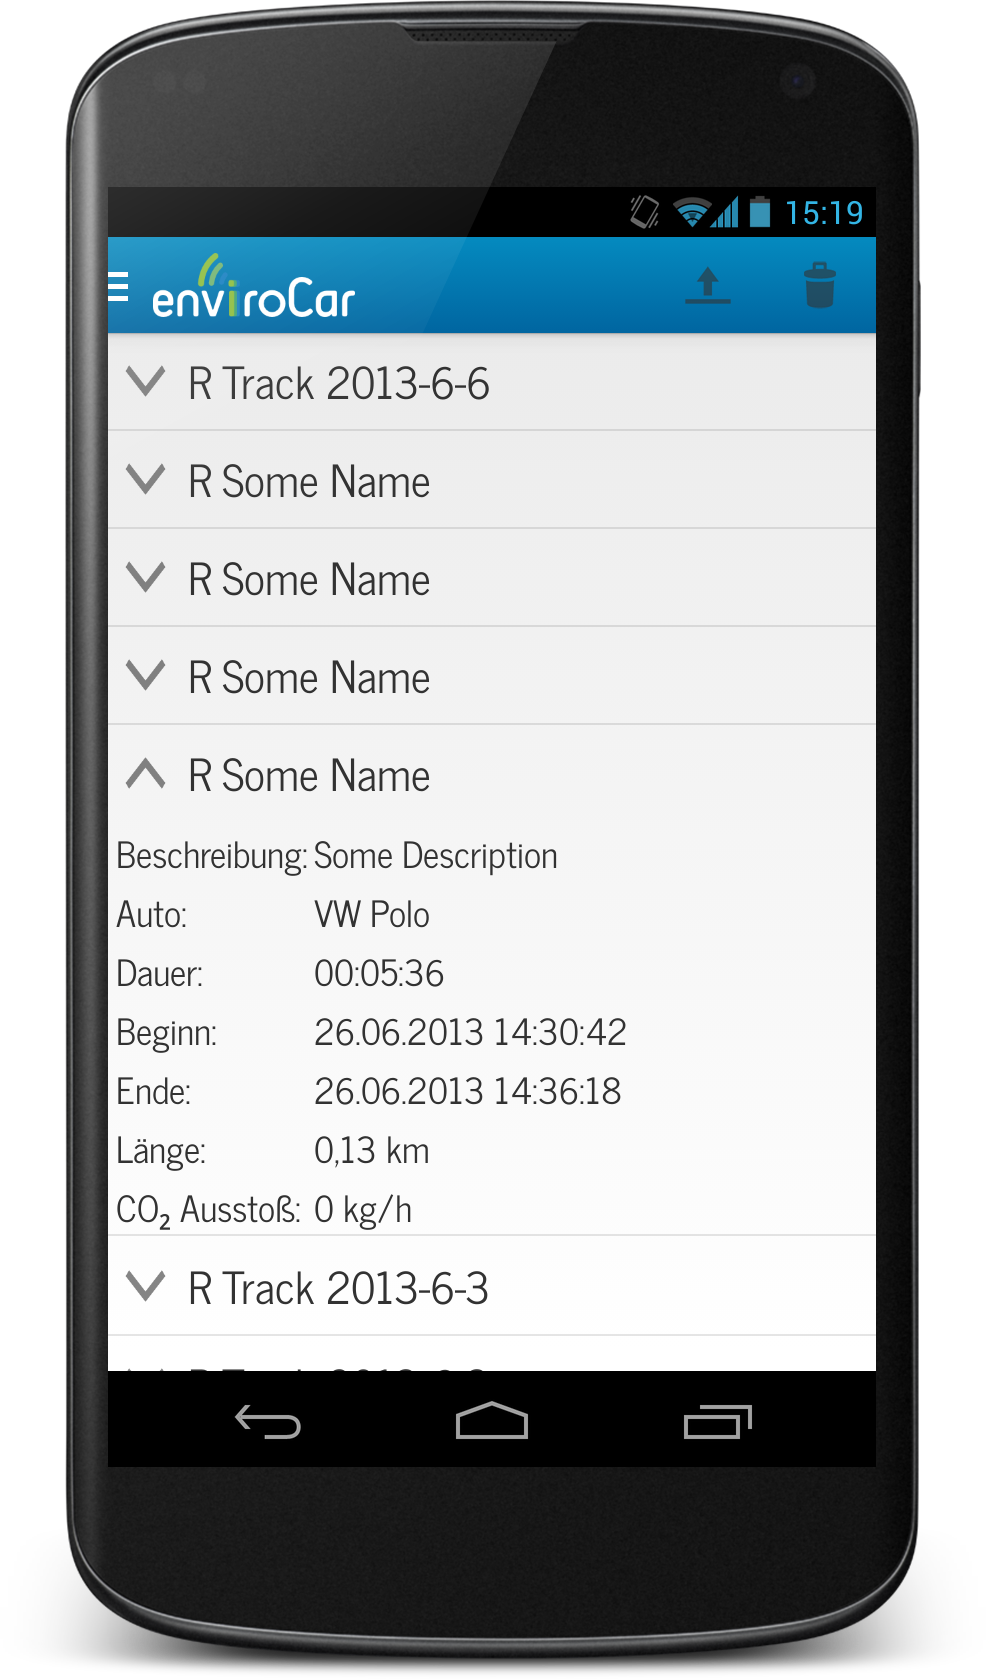 15:19
enviroCar
R Track 2013-6-6
R Some Name
R Some Name
R Some Name
R Some Name
Beschreibung: Some Description
Auto: VW Polo
Dauer: 00:05:36
Beginn: 26.06.2013 14:30:42
Ende: 26.06.2013 14:36:18
Länge: 0,13 km
CO₂ Ausstoß: 0 kg/h
R Track 2013-6-3